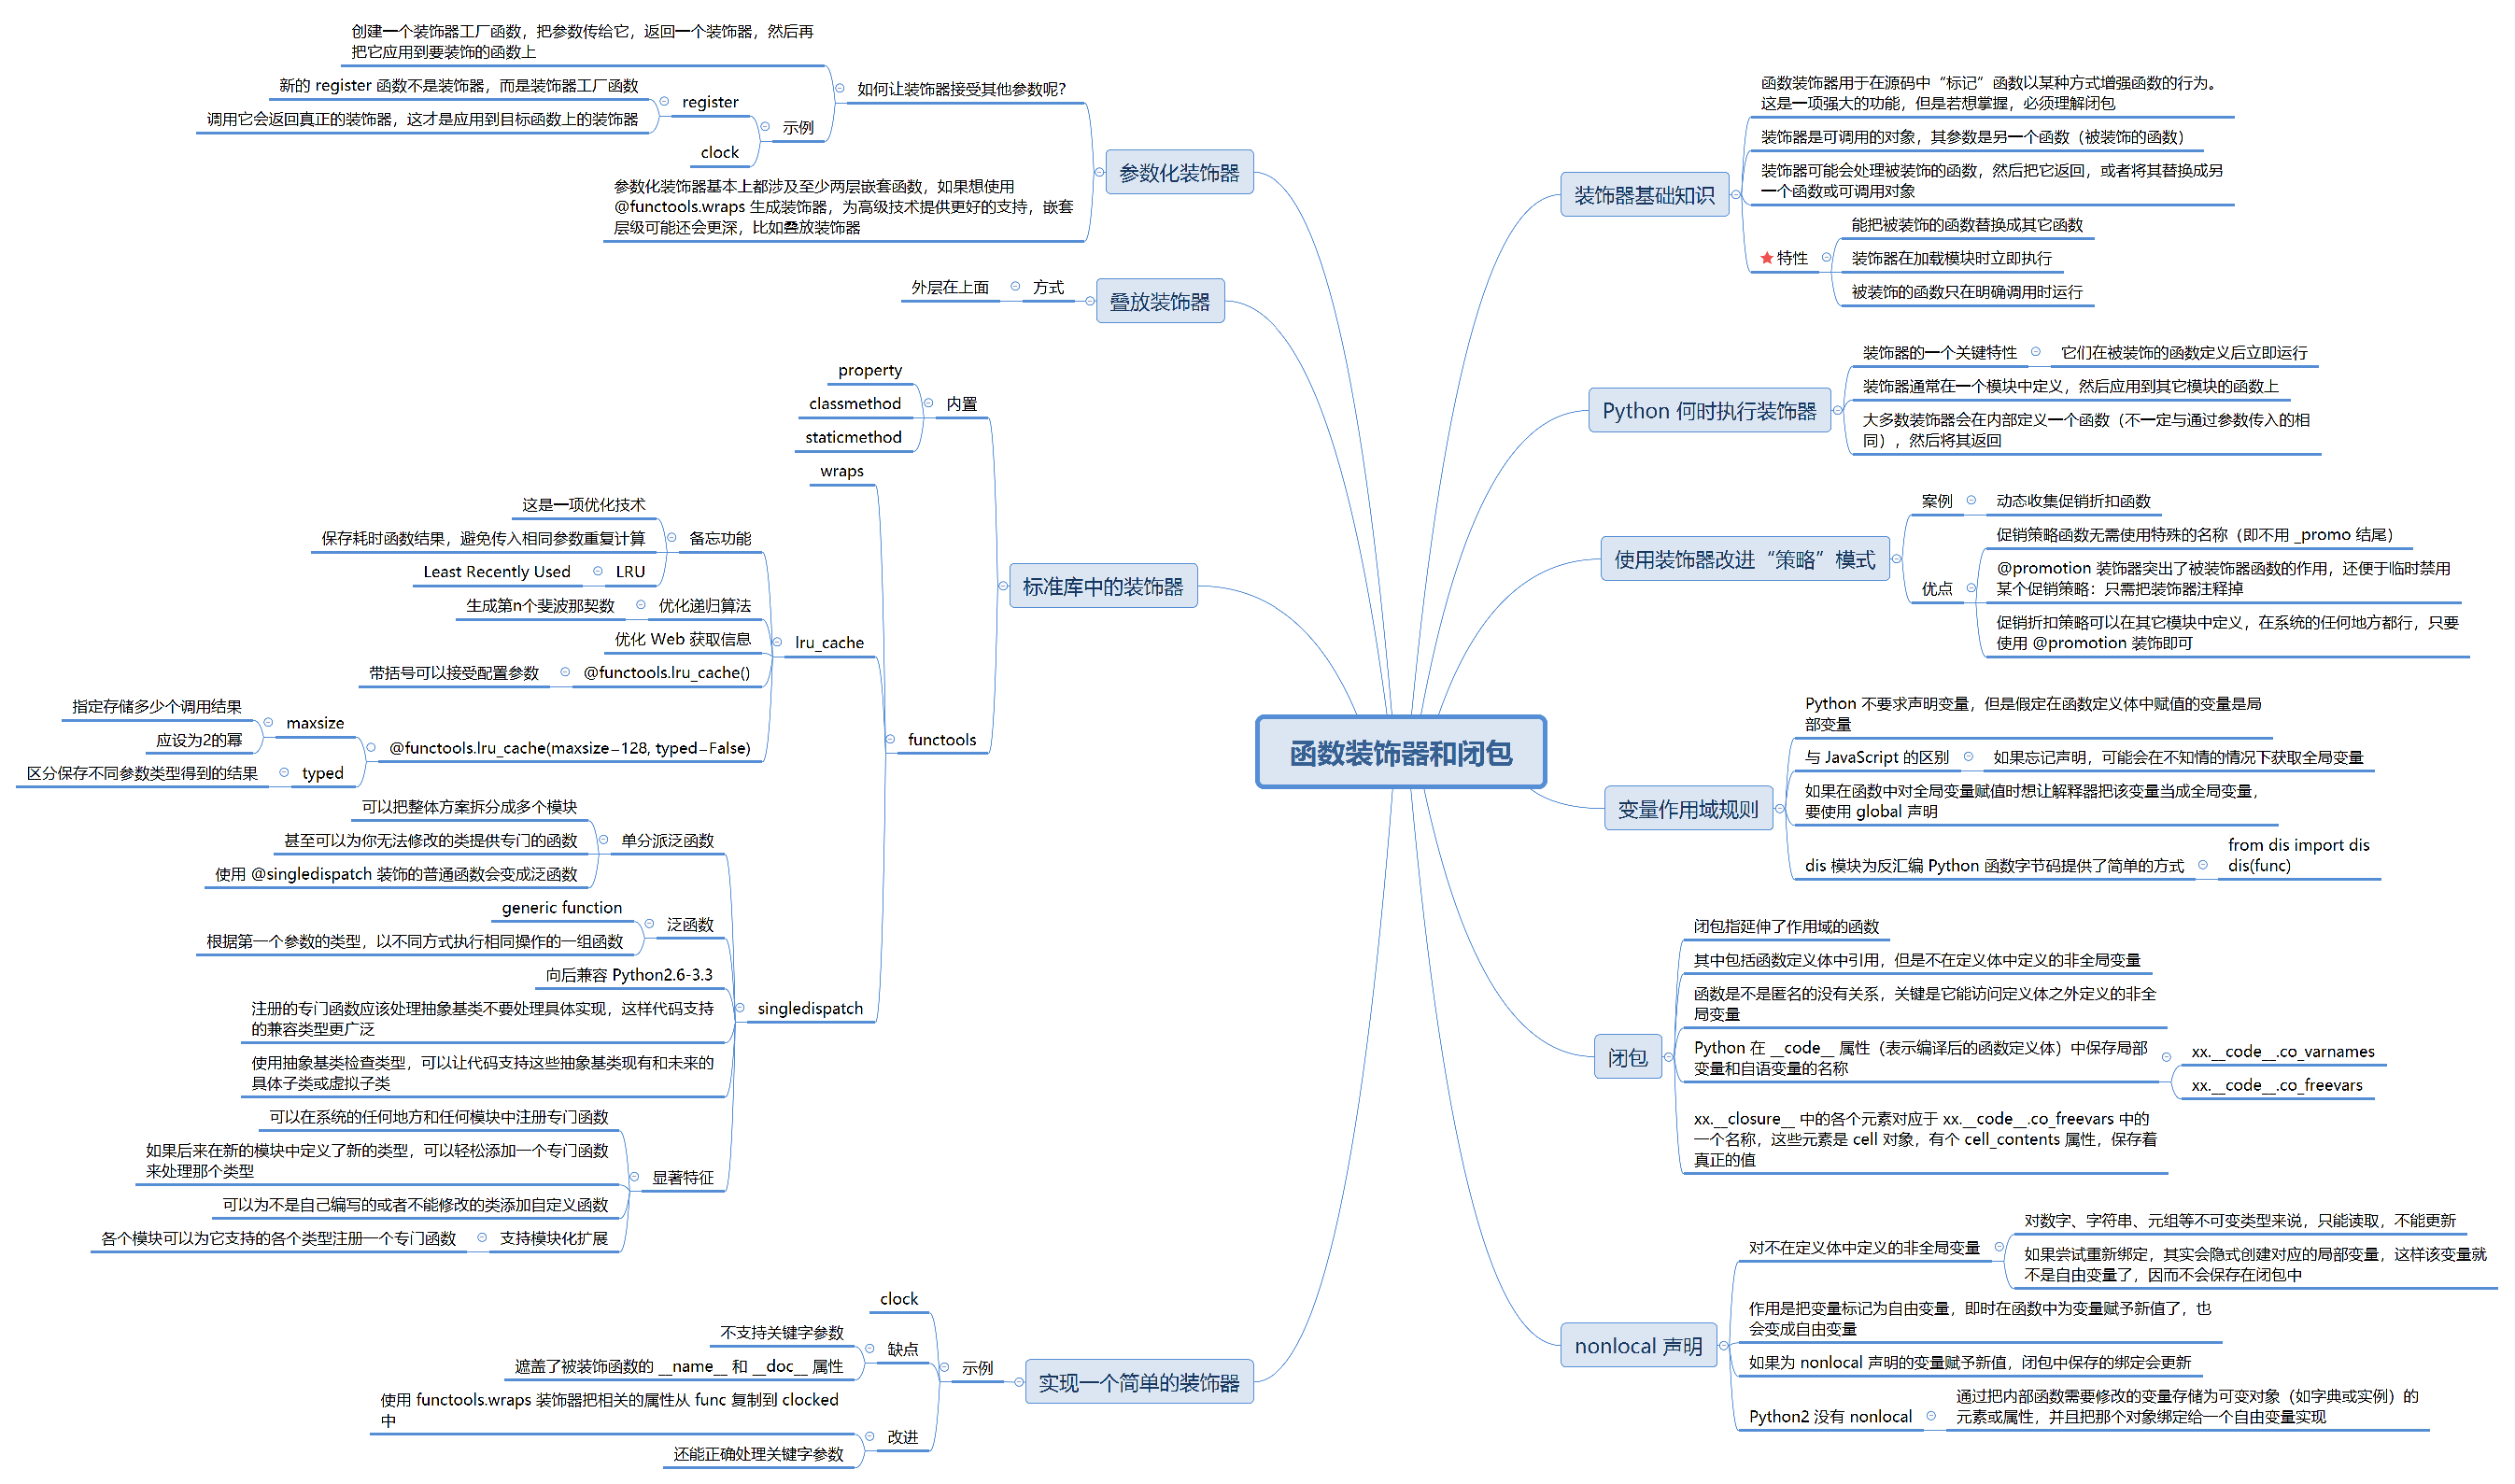 函数装饰器和闭包
装饰器基础知识
函数装饰器用于在源码中“标记”函数以某种方式增强函数的行为。
这是一项强大的功能，但是若想掌握，必须理解闭包
装饰器是可调用的对象，其参数是另一个函数（被装饰的函数）
装饰器可能会处理被装饰的函数，然后把它返回，或者将其替换成另
一个函数或可调用对象
特性
能把被装饰的函数替换成其它函数
装饰器在加载模块时立即执行
被装饰的函数只在明确调用时运行
Python 何时执行装饰器
装饰器的一个关键特性
它们在被装饰的函数定义后立即运行
装饰器通常在一个模块中定义，然后应用到其它模块的函数上
大多数装饰器会在内部定义一个函数（不一定与通过参数传入的相
同），然后将其返回
使用装饰器改进“策略”模式
案例
动态收集促销折扣函数
优点
促销策略函数无需使用特殊的名称（即不用 _promo 结尾）
@promotion 装饰器突出了被装饰器函数的作用，还便于临时禁用
某个促销策略：只需把装饰器注释掉
促销折扣策略可以在其它模块中定义，在系统的任何地方都行，只要
使用 @promotion 装饰即可
变量作用域规则
Python 不要求声明变量，但是假定在函数定义体中赋值的变量是局
部变量
与 JavaScript 的区别
如果忘记声明，可能会在不知情的情况下获取全局变量
如果在函数中对全局变量赋值时想让解释器把该变量当成全局变量，
要使用 global 声明
dis 模块为反汇编 Python 函数字节码提供了简单的方式
from dis import dis
dis(func)
闭包
闭包指延伸了作用域的函数
其中包括函数定义体中引用，但是不在定义体中定义的非全局变量
函数是不是匿名的没有关系，关键是它能访问定义体之外定义的非全
局变量
Python 在 __code__ 属性（表示编译后的函数定义体）中保存局部
变量和自语变量的名称
xx.__code__.co_varnames
xx.__code__.co_freevars
xx.__closure__ 中的各个元素对应于 xx.__code__.co_freevars 中的
一个名称，这些元素是 cell 对象，有个 cell_contents 属性，保存着
真正的值
nonlocal 声明
对不在定义体中定义的非全局变量
对数字、字符串、元组等不可变类型来说，只能读取，不能更新
如果尝试重新绑定，其实会隐式创建对应的局部变量，这样该变量就
不是自由变量了，因而不会保存在闭包中
作用是把变量标记为自由变量，即时在函数中为变量赋予新值了，也
会变成自由变量
如果为 nonlocal 声明的变量赋予新值，闭包中保存的绑定会更新
Python2 没有 nonlocal
通过把内部函数需要修改的变量存储为可变对象（如字典或实例）的
元素或属性，并且把那个对象绑定给一个自由变量实现
参数化装饰器
如何让装饰器接受其他参数呢？
创建一个装饰器工厂函数，把参数传给它，返回一个装饰器，然后再
把它应用到要装饰的函数上
示例
register
新的 register 函数不是装饰器，而是装饰器工厂函数
调用它会返回真正的装饰器，这才是应用到目标函数上的装饰器
clock
参数化装饰器基本上都涉及至少两层嵌套函数，如果想使用
@functools.wraps 生成装饰器，为高级技术提供更好的支持，嵌套
层级可能还会更深，比如叠放装饰器
叠放装饰器
方式
外层在上面
标准库中的装饰器
内置
property
classmethod
staticmethod
functools
wraps
lru_cache
备忘功能
这是一项优化技术
保存耗时函数结果，避免传入相同参数重复计算
LRU
Least Recently Used
优化递归算法
生成第n个斐波那契数
优化 Web 获取信息
@functools.lru_cache()
带括号可以接受配置参数
@functools.lru_cache(maxsize=128, typed=False)
maxsize
指定存储多少个调用结果
应设为2的幂
typed
区分保存不同参数类型得到的结果
singledispatch
单分派泛函数
可以把整体方案拆分成多个模块
甚至可以为你无法修改的类提供专门的函数
使用 @singledispatch 装饰的普通函数会变成泛函数
泛函数
generic function
根据第一个参数的类型，以不同方式执行相同操作的一组函数
向后兼容 Python2.6-3.3
注册的专门函数应该处理抽象基类不要处理具体实现，这样代码支持
的兼容类型更广泛
使用抽象基类检查类型，可以让代码支持这些抽象基类现有和未来的
具体子类或虚拟子类
显著特征
可以在系统的任何地方和任何模块中注册专门函数
如果后来在新的模块中定义了新的类型，可以轻松添加一个专门函数
来处理那个类型
可以为不是自己编写的或者不能修改的类添加自定义函数
支持模块化扩展
各个模块可以为它支持的各个类型注册一个专门函数
实现一个简单的装饰器
示例
clock
缺点
不支持关键字参数
遮盖了被装饰函数的 __name__ 和 __doc__ 属性
改进
使用 functools.wraps 装饰器把相关的属性从 func 复制到 clocked
中
还能正确处理关键字参数